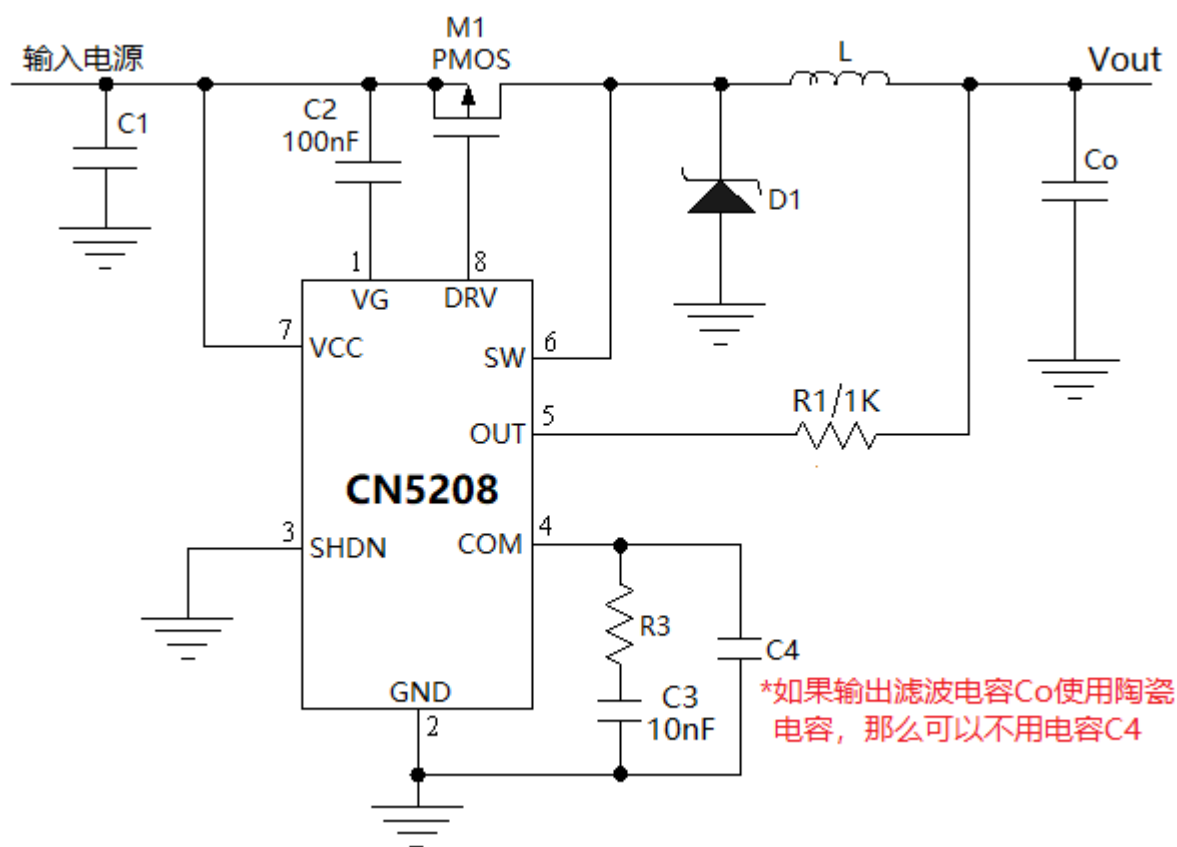 M1
PMOS
L
输入电源
Vout
C1
C2
100nF
Co
D1
1
8
VG
DRV
7
VCC
6
SW
R1/1K
5
OUT
CN5208
3
SHDN
4
COM
R3
C4
GND
2
C3
10nF
*如果输出滤波电容Co使用陶瓷
电容，那么可以不用电容C4